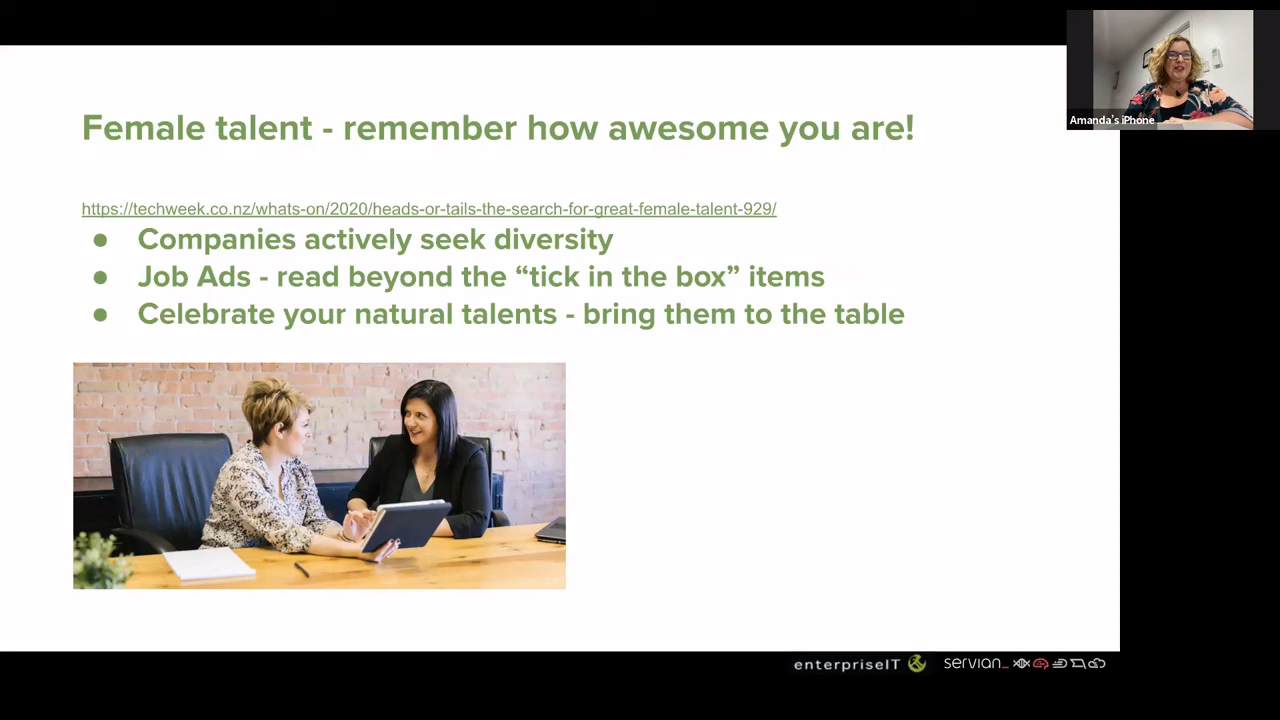 Female talent - remember how awesome you are!
https://techweek.co.nz/whats-on/2020/heads-or-tails-the-search-for-great-female-talent-929/
● Companies actively seek diversity
● Job Ads - read beyond the “tick in the box” items
● Celebrate your natural talents - bring them to the table
Amanda's iPhone
enterpriseIT servian_